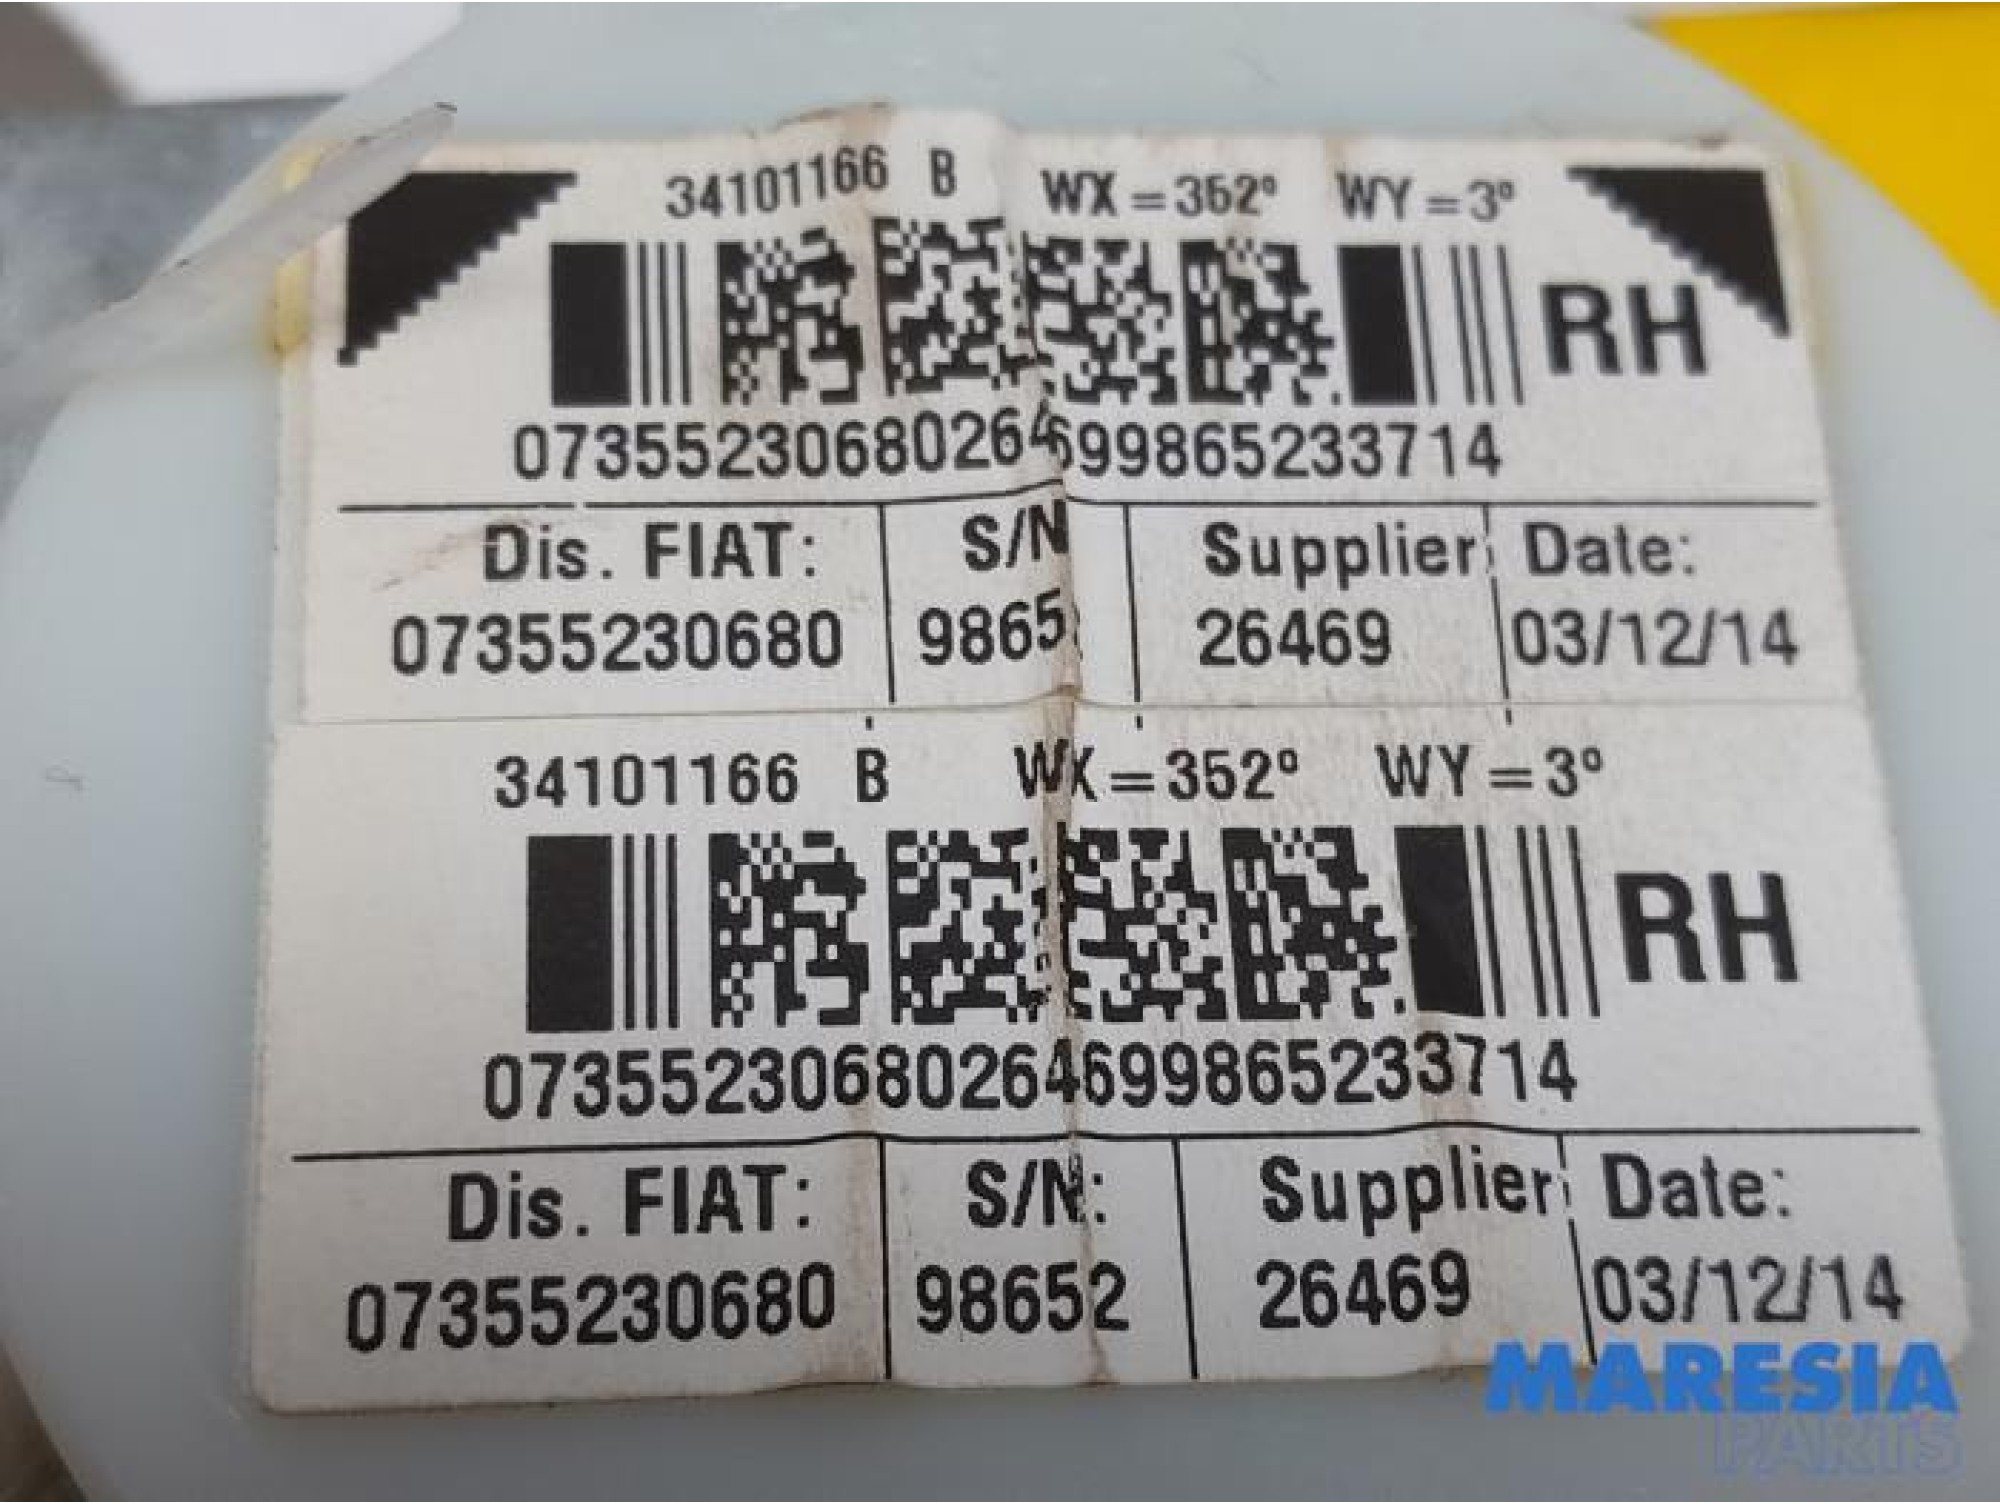 34101166 B WX=352° WY=3°
RH
07355230680264699865233714
Dis. FIAT: S/N Supplier Date:
07355230680 9865 26469 03/12/14
34101166 B WX=352° WY=3°
RH
07355230680264699865233714
Dis. FIAT: S/N: Supplier Date:
07355230680 98652 26469 03/12/14
MARESIA
PARTS